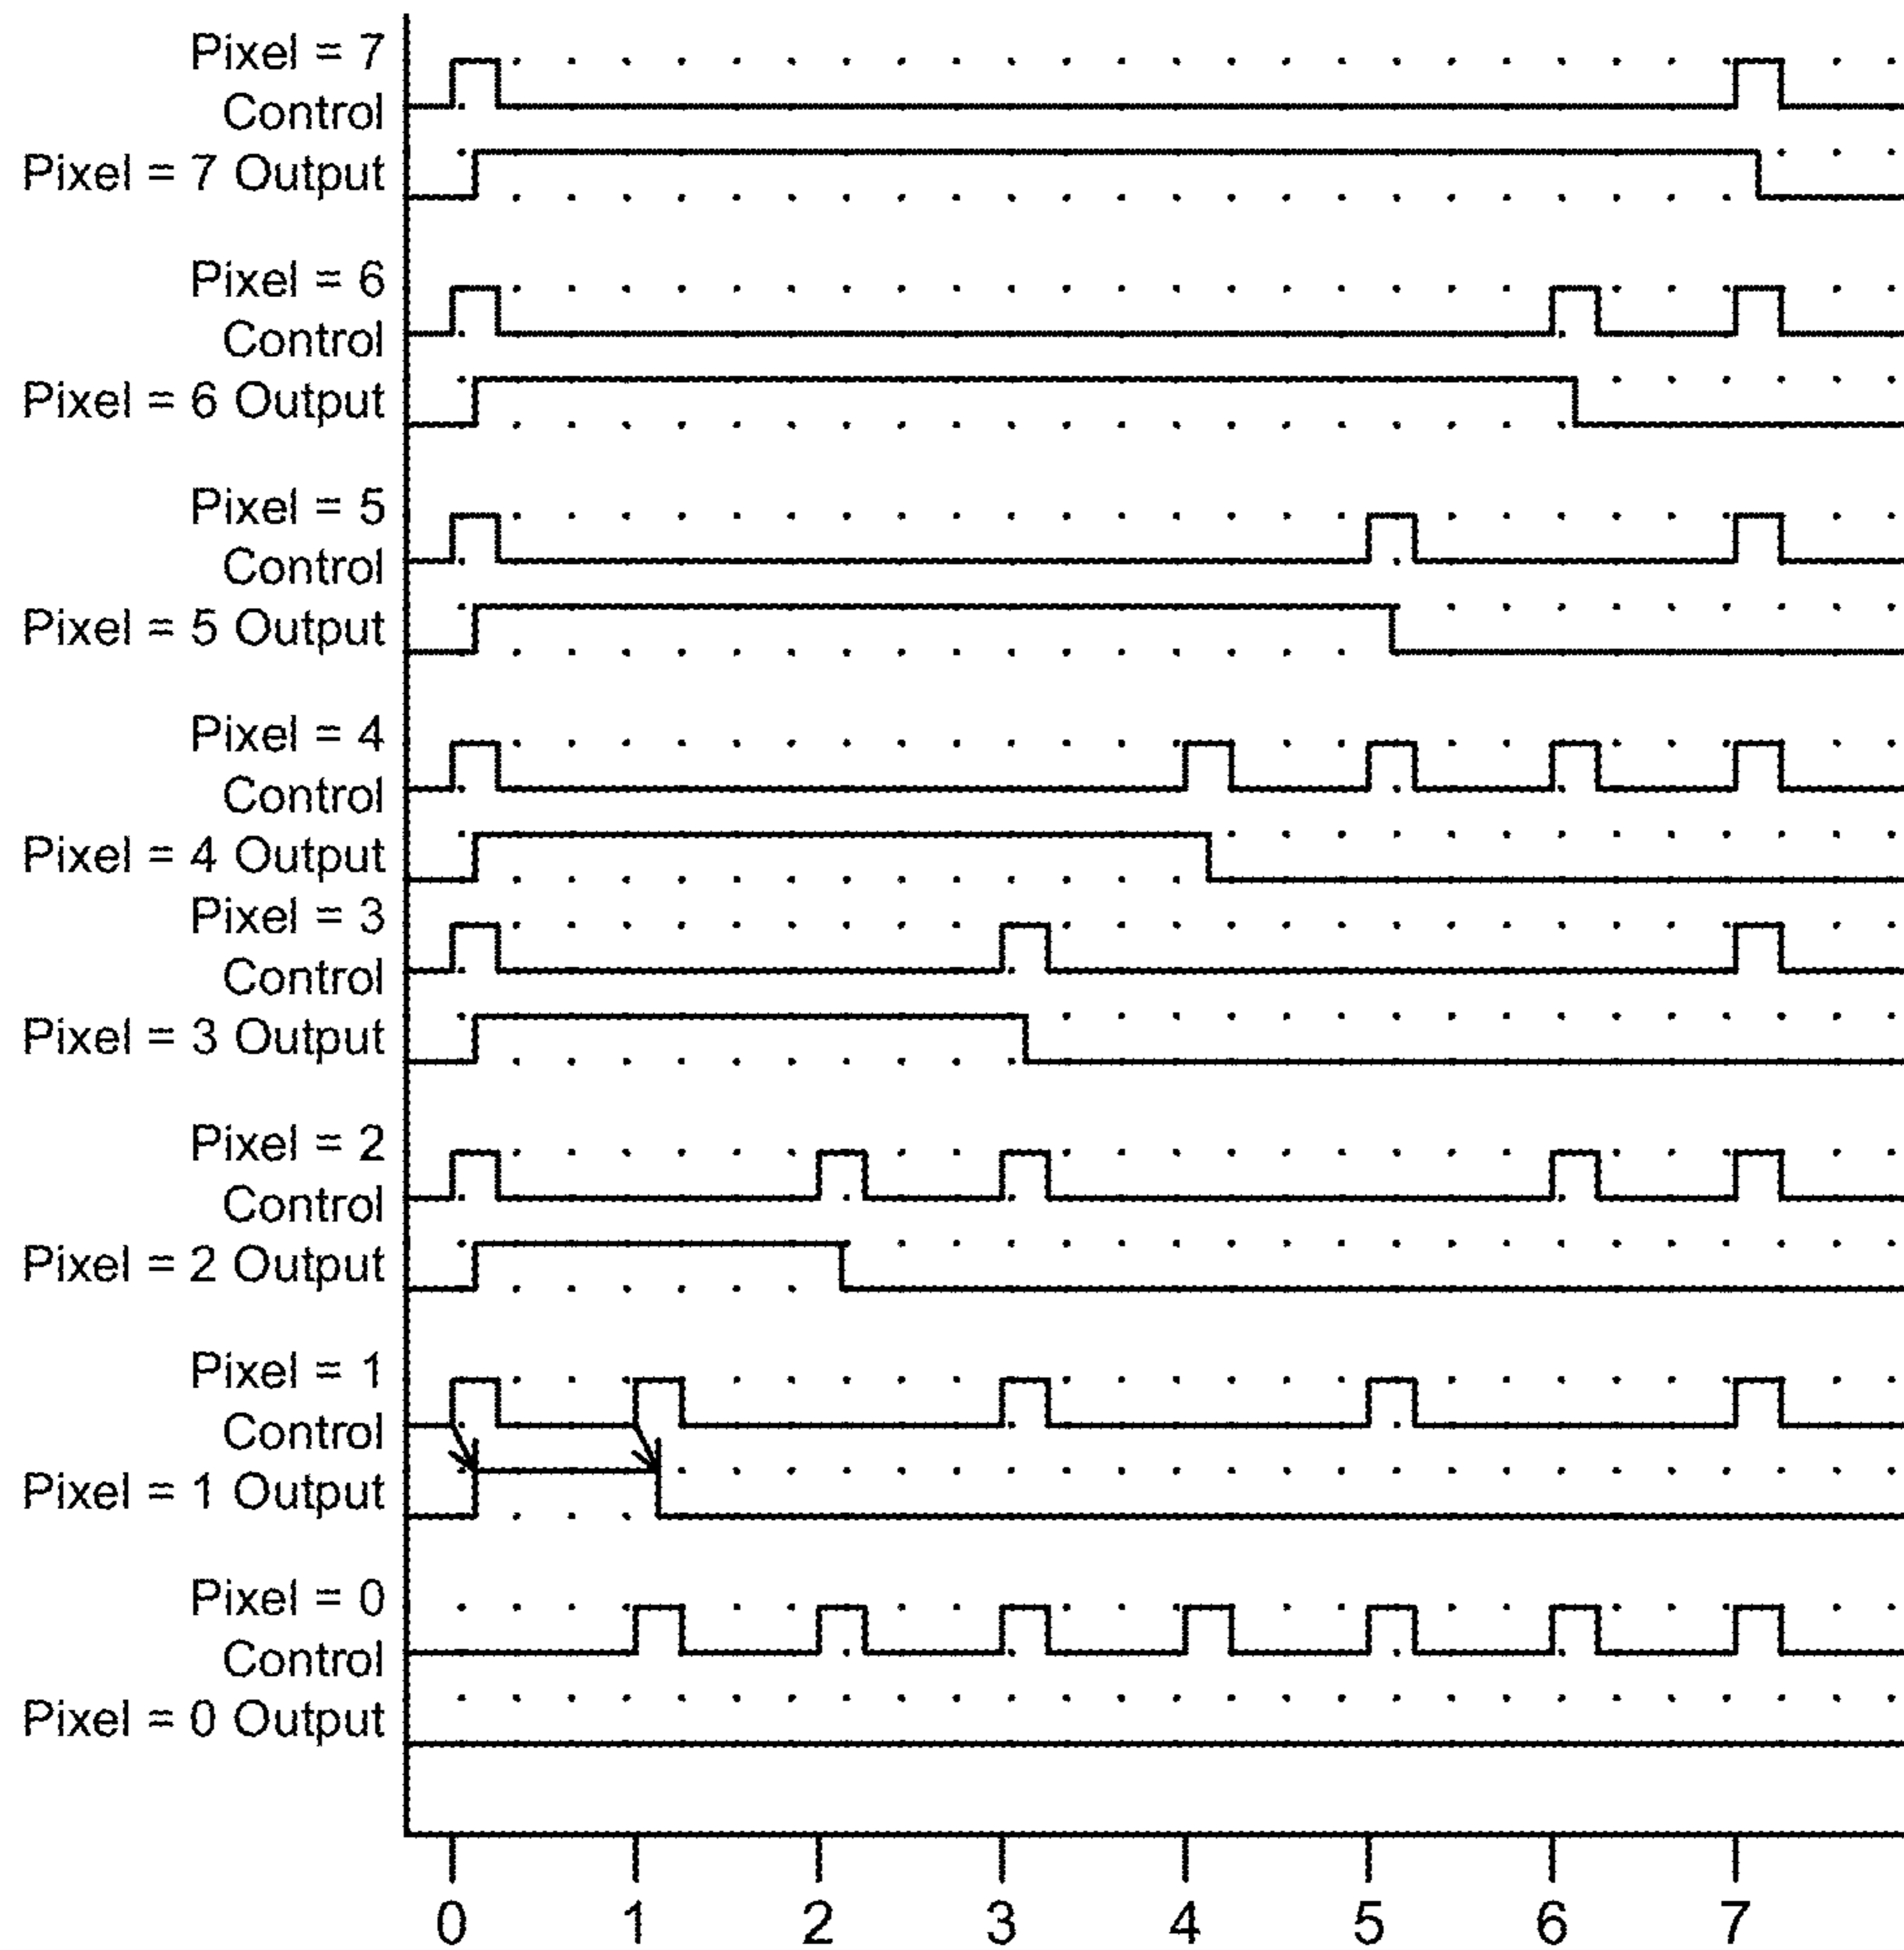 Pixel = 7
Control
Pixel = 7 Output
Pixel = 6
Control
Pixel = 6 Output
Pixel = 5
Control
Pixel = 5 Output
Pixel = 4
Control
Pixel = 4 Output
Pixel = 3
Control
Pixel = 3 Output
Pixel = 2
Control
Pixel = 2 Output
Pixel = 1
Control
Pixel = 1 Output
Pixel = 0
Control
Pixel = 0 Output
0 1 2 3 4 5 6 7